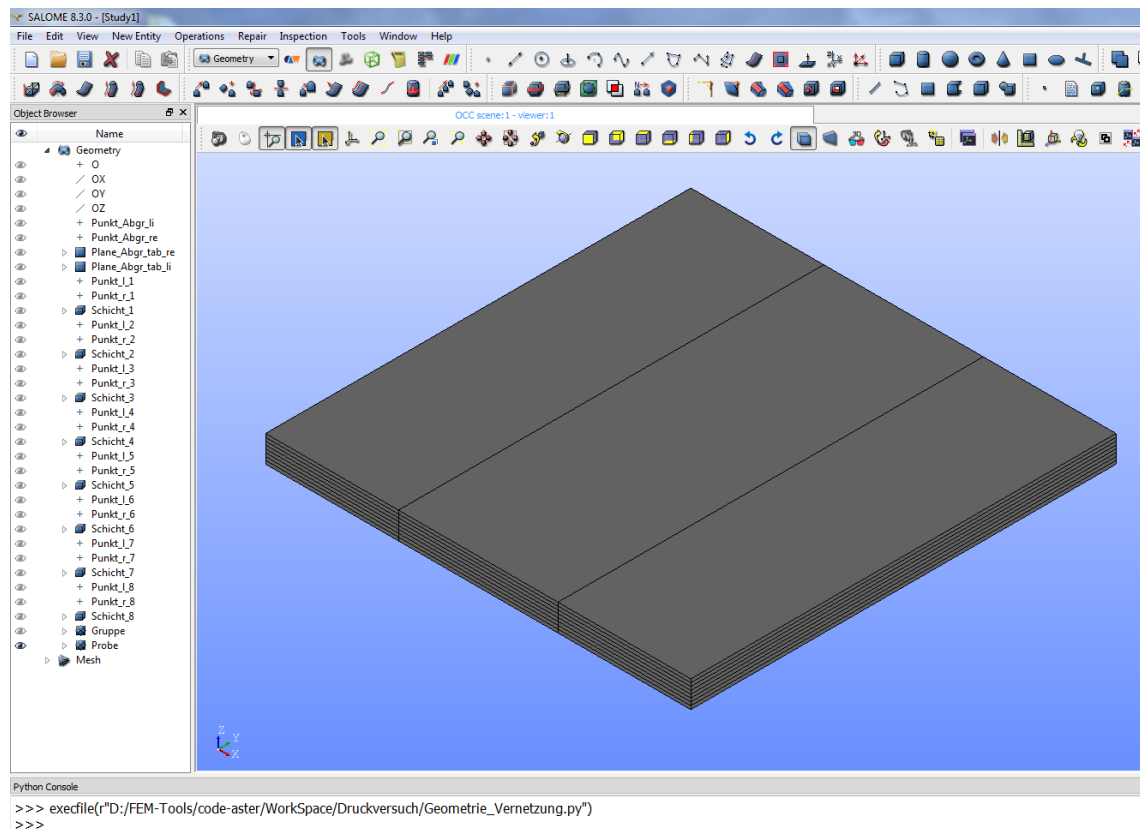 SALOME 8.3.0 - [Study1]
File Edit View New Entity Operations Repair Inspection Tools Window Help
Geometry
Object Browser
OCC scene:1 - viewer:1
Name
Geometry
O
OX
OY
OZ
Punkt_Abgr_li
Punkt_Abgr_re
Plane_Abgr_tab_re
Plane_Abgr_tab_li
Punkt_l_1
Punkt_r_1
Schicht_1
Punkt_l_2
Punkt_r_2
Schicht_2
Punkt_l_3
Punkt_r_3
Schicht_3
Punkt_l_4
Punkt_r_4
Schicht_4
Punkt_l_5
Punkt_r_5
Schicht_5
Punkt_l_6
Punkt_r_6
Schicht_6
Punkt_l_7
Punkt_r_7
Schicht_7
Punkt_l_8
Punkt_r_8
Schicht_8
Gruppe
Probe
Mesh
Z
Y
X
Python Console
>>> execfile(r"D:/FEM-Tools/code-aster/WorkSpace/Druckversuch/Geometrie_Vernetzung.py")
>>>